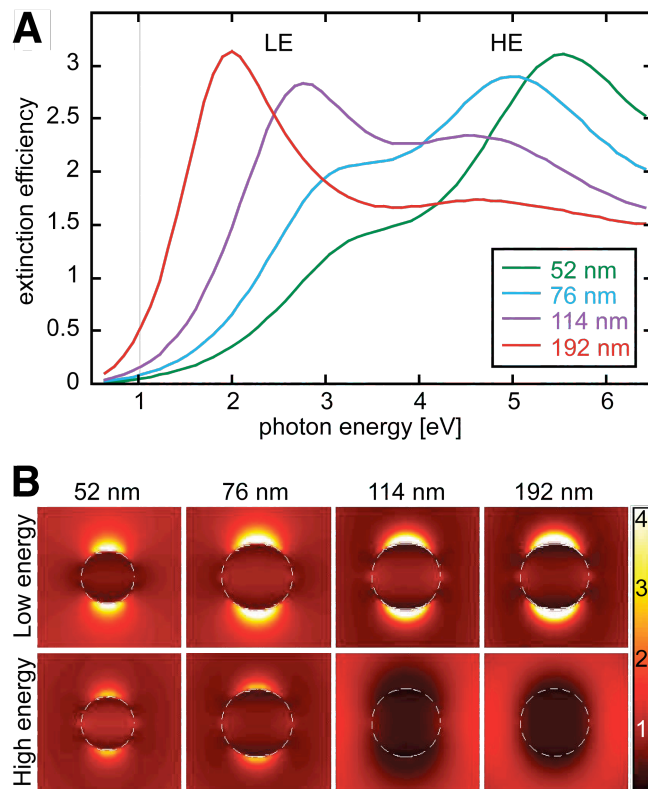 A
LE HE
3
2.5
2
1.5
1
0.5
0
extinction efficiency
52 nm
76 nm
114 nm
192 nm
1 2 3 4 5 6
photon energy [eV]
B
52 nm 76 nm 114 nm 192 nm
Low energy
High energy
4
3
2
1